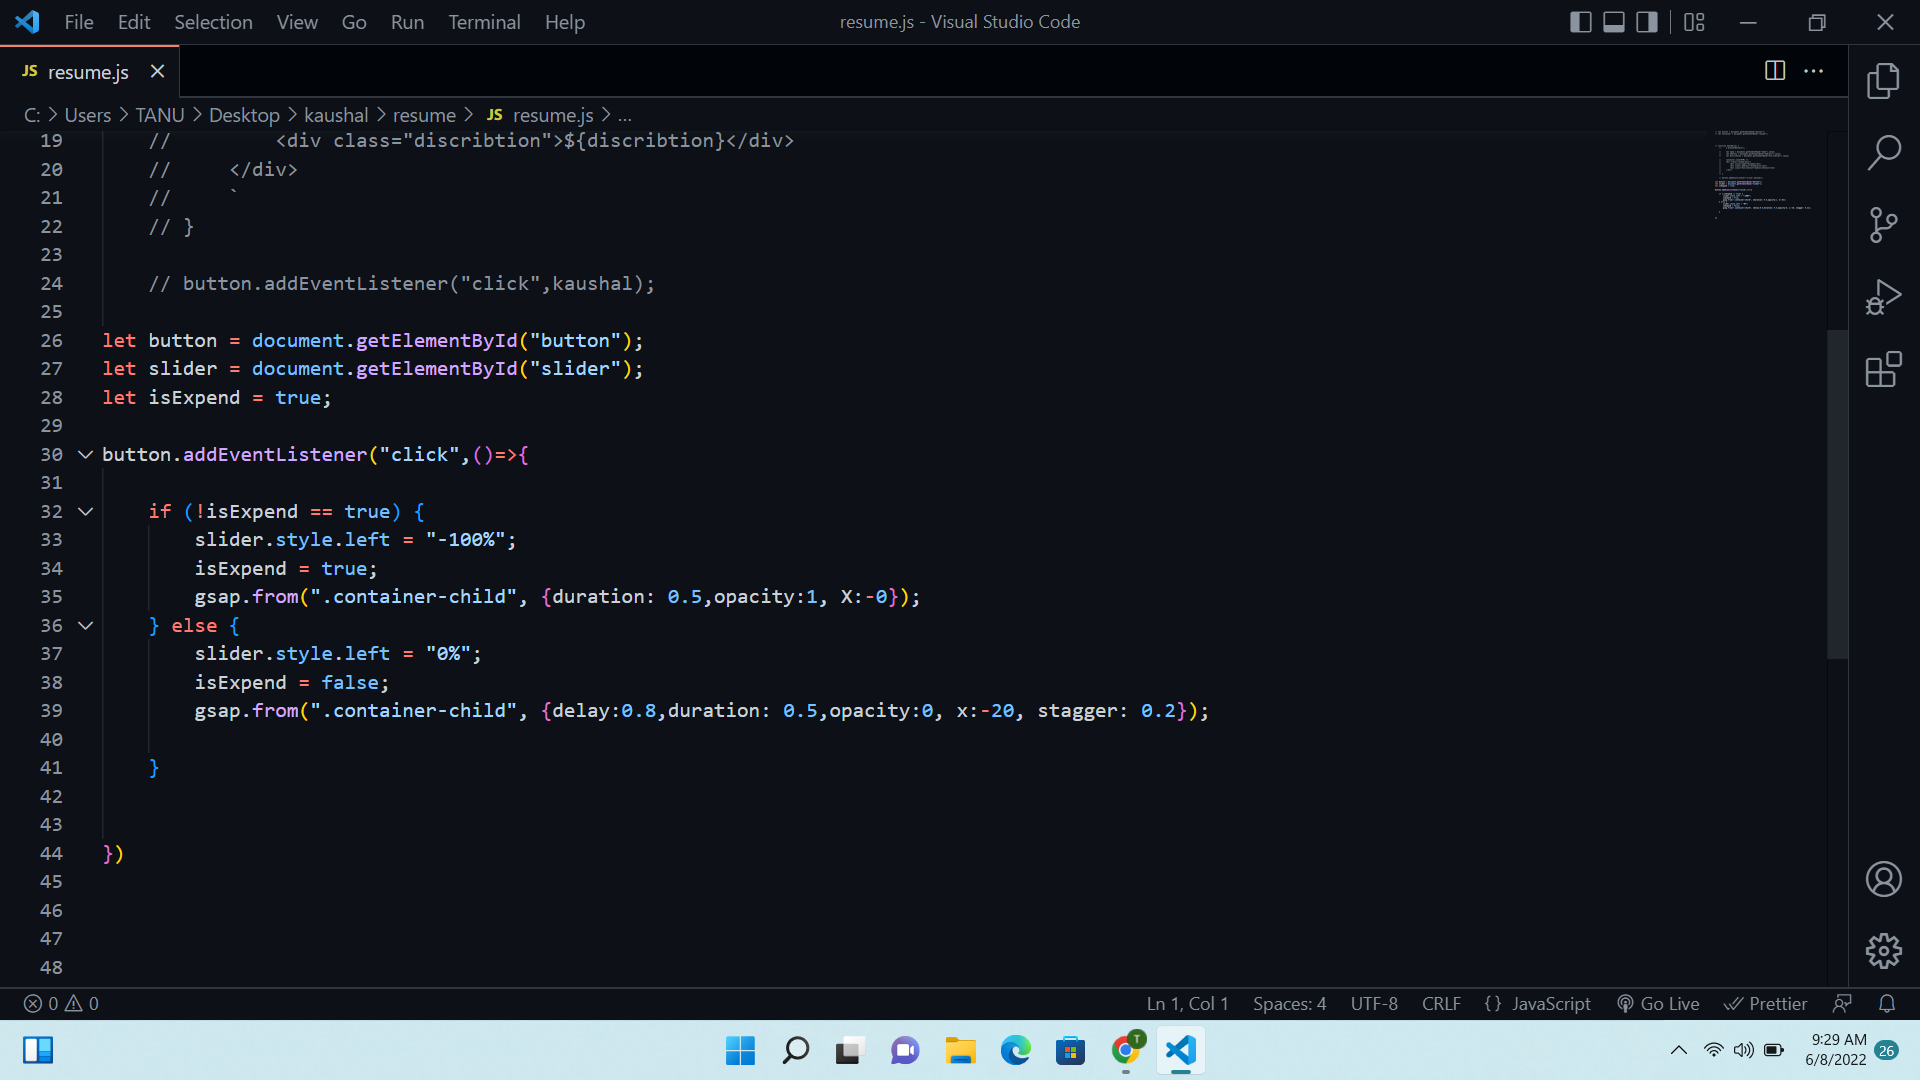 File Edit Selection View Go Run Terminal Help
resume.js - Visual Studio Code
JS resume.js
C: > Users > TANU > Desktop > kaushal > resume > JS resume.js > ...
19 // <div class="discribtion">${discribtion}</div>
20 // </div>
21 // `
22 // }
23
24 // button.addEventListener("click",kaushal);
25
26 let button = document.getElementById("button");
27 let slider = document.getElementById("slider");
28 let isExpend = true;
29
30 button.addEventListener("click",()=>{
31
32 if (!isExpend == true) {
33 slider.style.left = "-100%";
34 isExpend = true;
35 gsap.from(".container-child", {duration: 0.5,opacity:1, X:-0});
36 } else {
37 slider.style.left = "0%";
38 isExpend = false;
39 gsap.from(".container-child", {delay:0.8,duration: 0.5,opacity:0, x:-20, stagger: 0.2});
40
41 }
42
43
44 })
45
46
47
48
0 0
Ln 1, Col 1 Spaces: 4 UTF-8 CRLF {} JavaScript Go Live Prettier
T
9:29 AM
6/8/2022
26